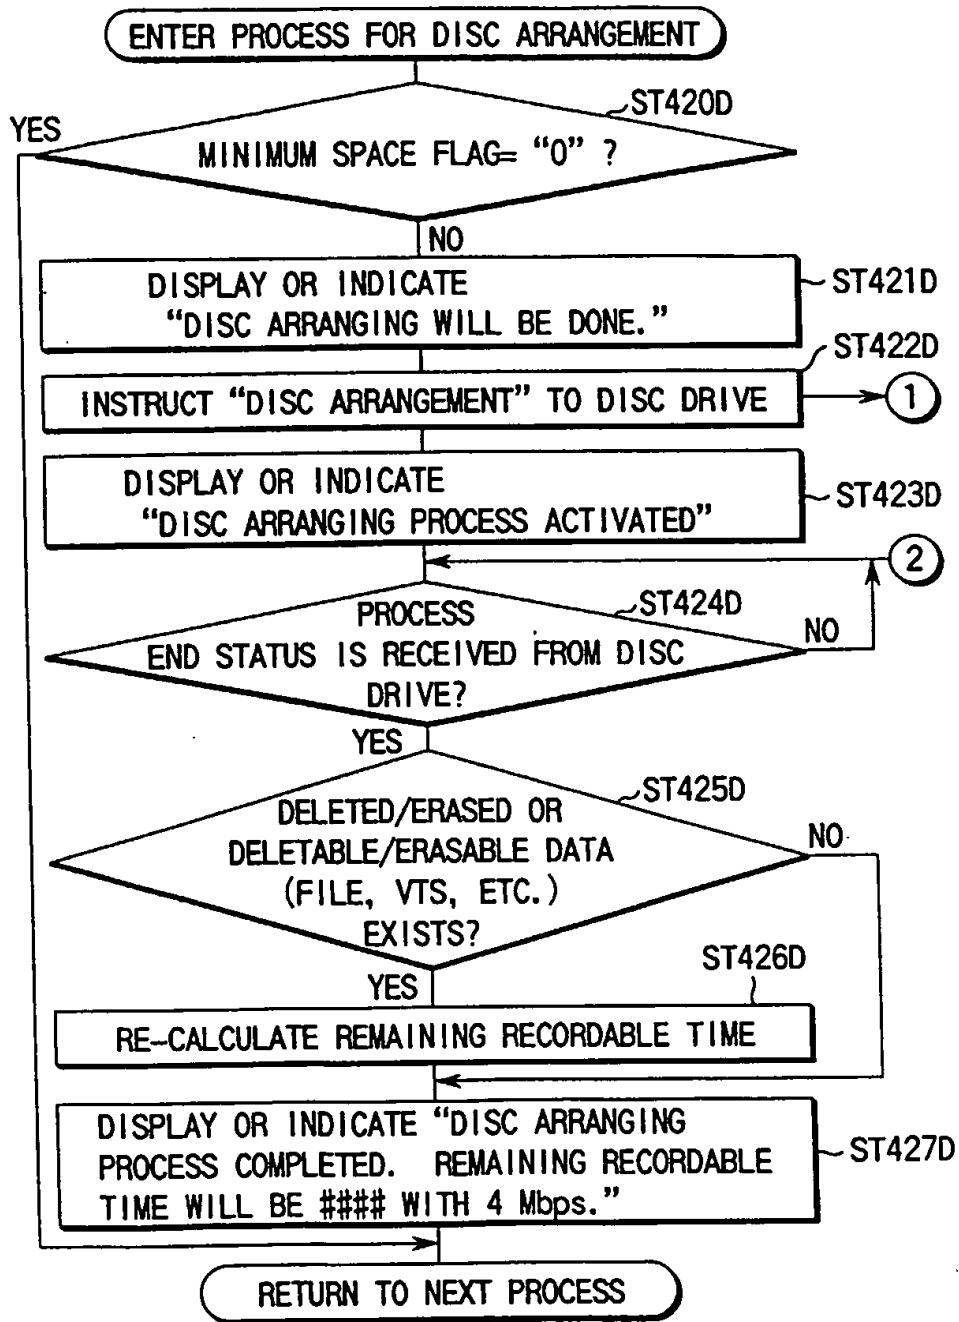 ENTER PROCESS FOR DISC ARRANGEMENT
ST420D
YES
MINIMUM SPACE FLAG= “0” ?
NO
DISPLAY OR INDICATE
“DISC ARRANGING WILL BE DONE.”
ST421D
ST422D
INSTRUCT “DISC ARRANGEMENT” TO DISC DRIVE
1
DISPLAY OR INDICATE
“DISC ARRANGING PROCESS ACTIVATED”
ST423D
2
ST424D
PROCESS
END STATUS IS RECEIVED FROM DISC
DRIVE?
NO
YES
ST425D
DELETED/ERASED OR
DELETABLE/ERASABLE DATA
(FILE, VTS, ETC.)
EXISTS?
NO
YES
ST426D
RE-CALCULATE REMAINING RECORDABLE TIME
DISPLAY OR INDICATE “DISC ARRANGING
PROCESS COMPLETED. REMAINING RECORDABLE
TIME WILL BE #### WITH 4 Mbps.”
ST427D
RETURN TO NEXT PROCESS